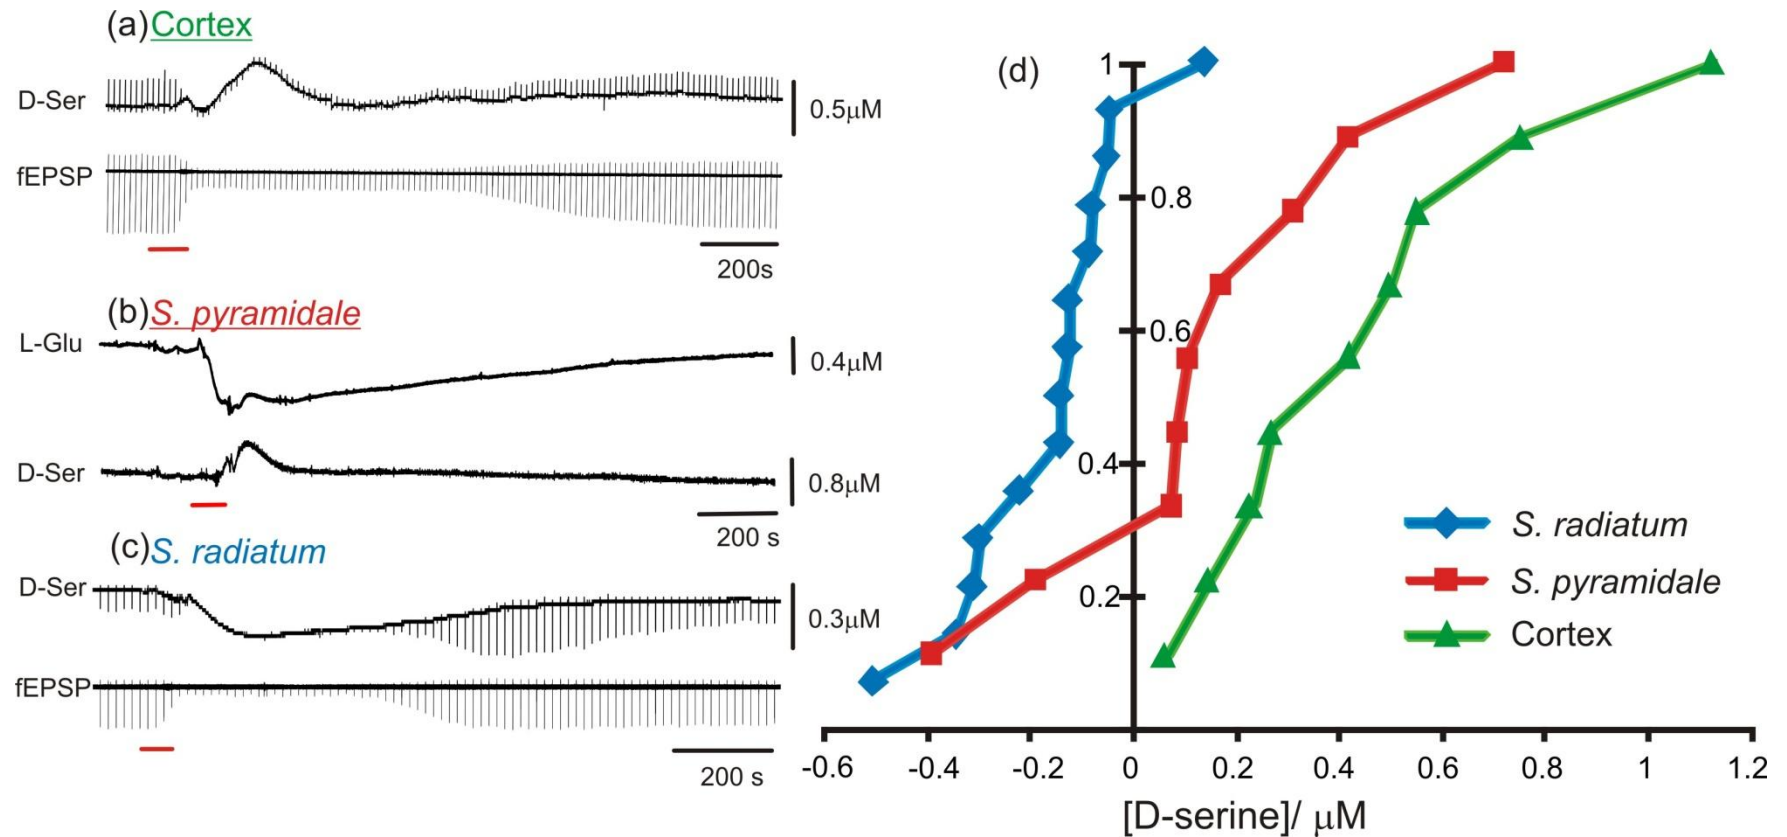 (a) Cortex
D-Ser
0.5μM
fEPSP
200s
(b) S. pyramidale
L-Glu
0.4μM
D-Ser
0.8μM
200 s
(c) S. radiatum
D-Ser
0.3μM
fEPSP
200 s
(d)
1
0.8
0.6
0.4
0.2
-0.6 -0.4 -0.2 0 0.2 0.4 0.6 0.8 1 1.2
[D-serine]/ μM
S. radiatum
S. pyramidale
Cortex